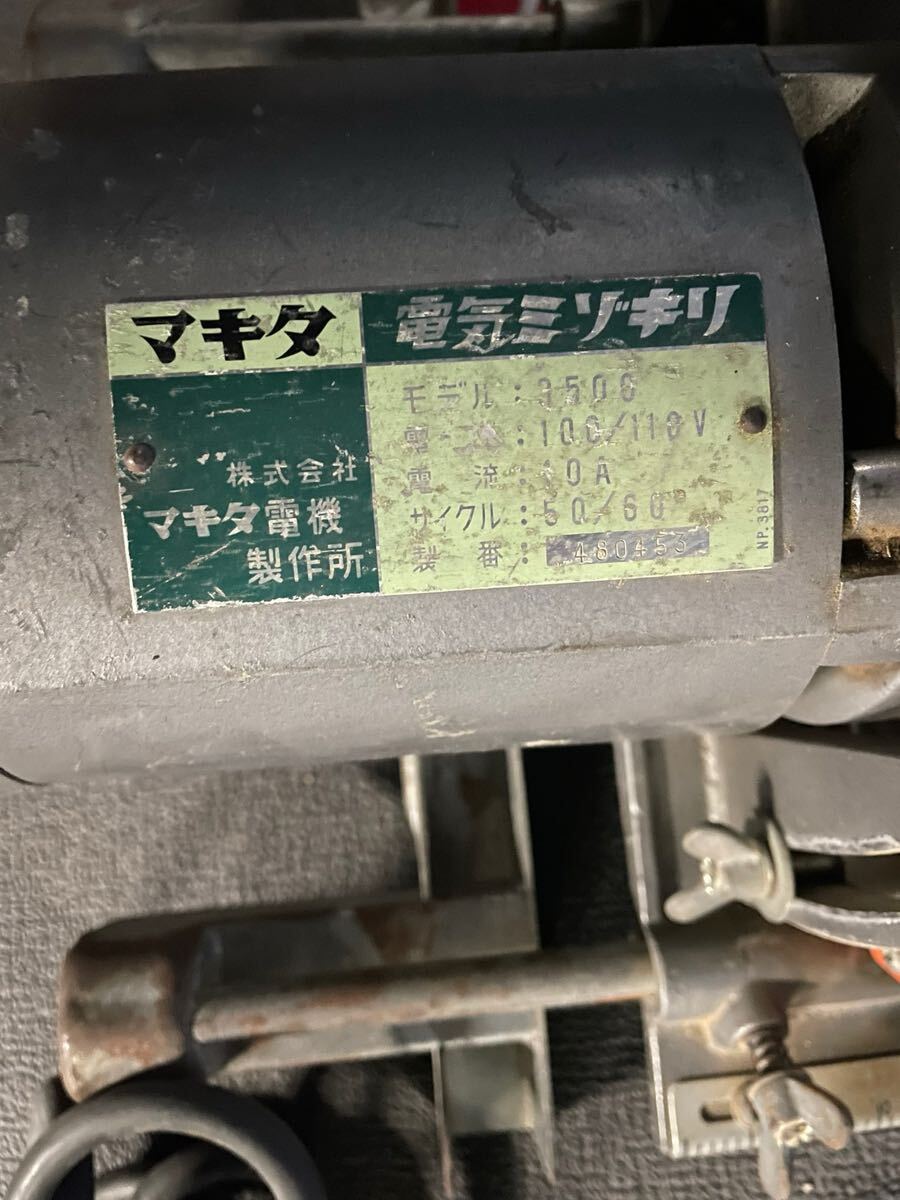 マキタ
電気ミゾキリ
株式会社
マキタ電機
製作所
モデル:3500
電 :100/110V
電 流:10A
サイクル:50/60
製 番:480453
NP.3817